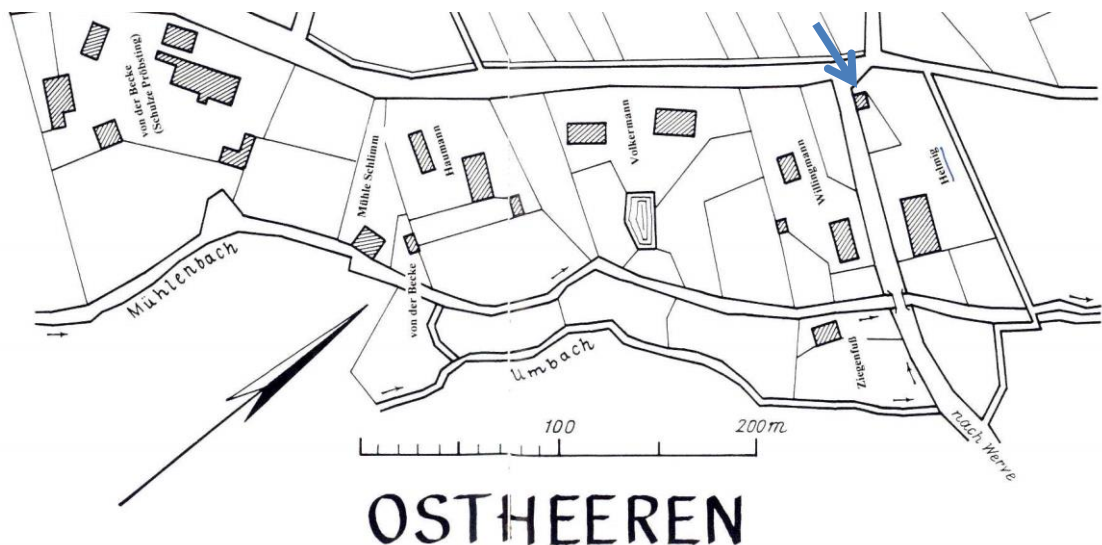 von der Becke
(Schulze Pröbsting)
Mühle Schlimm
Haumann
Volkermann
Willingmann
Helmig
Mühlenbach
von der Becke
Umbach
Ziegenfuß
nach Werve
100
200m
OSTHEEREN